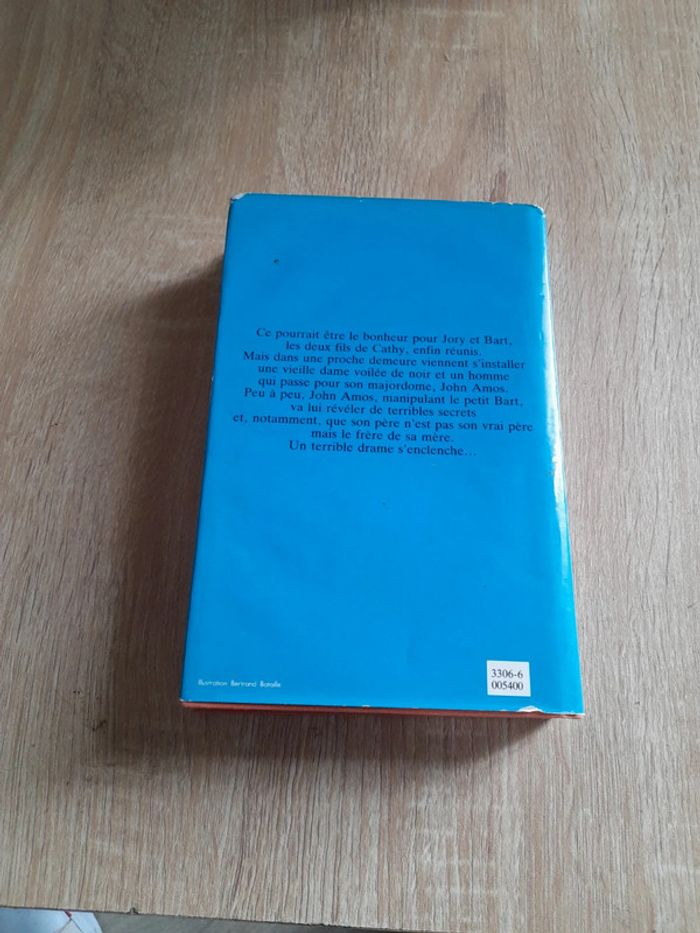 Ce pourrait être le bonheur pour Jory et Bart,
les deux fils de Cathy, enfin réunis.
Mais dans une proche demeure viennent s'installer
une vieille dame voilée de noir et un homme
qui passe pour son majordome, John Amos.
Peu à peu, John Amos, manipulant le petit Bart,
va lui révéler de terribles secrets
et, notamment, que son père n'est pas son vrai père
mais le frère de sa mère.
Un terrible drame s'enclenche...
Illustration Bertrand Bataille
3306-6
005400